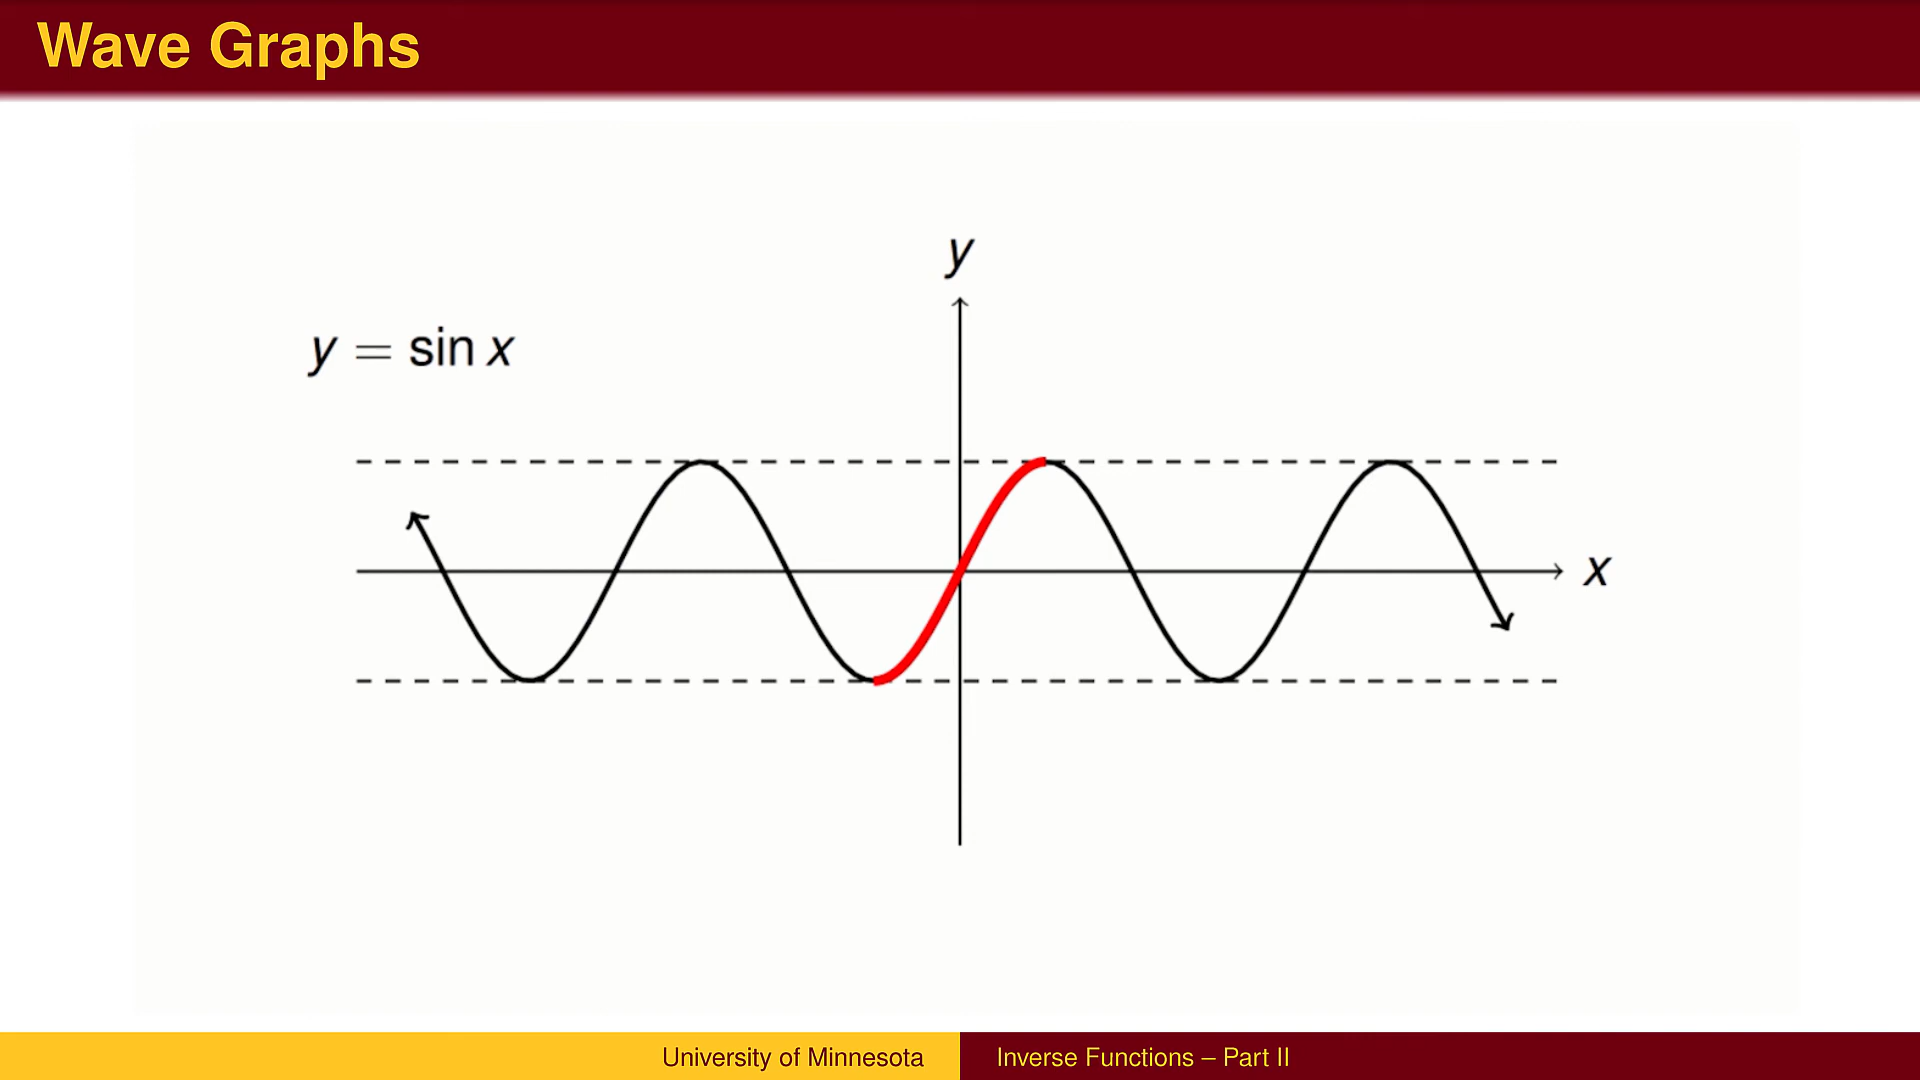 Wave Graphs
y
y = sin x
x
University of Minnesota
Inverse Functions – Part II